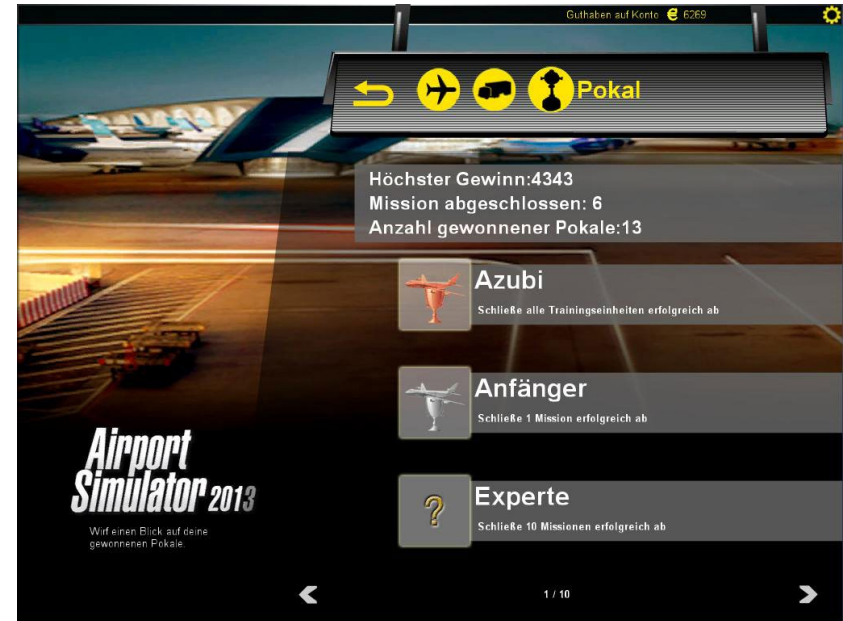 Guthaben auf Konto € 6269
Pokal
Höchster Gewinn:4343
Mission abgeschlossen: 6
Anzahl gewonnener Pokale:13
Azubi
Schließe alle Trainingseinheiten erfolgreich ab
Anfänger
Schließe 1 Mission erfolgreich ab
Experte
Schließe 10 Missionen erfolgreich ab
Airport
Simulator 2013
Wirf einen Blick auf deine
gewonnenen Pokale.
1 / 10